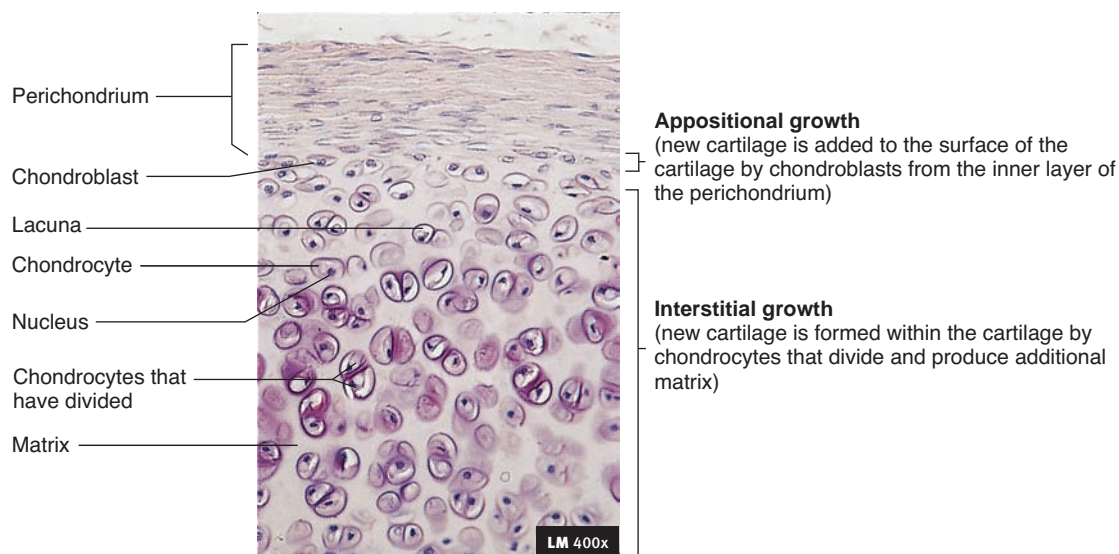 Perichondrium
Chondroblast
Lacuna
Chondrocyte
Nucleus
Chondrocytes that
have divided
Matrix
Appositional growth
(new cartilage is added to the surface of the
cartilage by chondroblasts from the inner layer of
the perichondrium)
Interstitial growth
(new cartilage is formed within the cartilage by
chondrocytes that divide and produce additional
matrix)
LM 400x